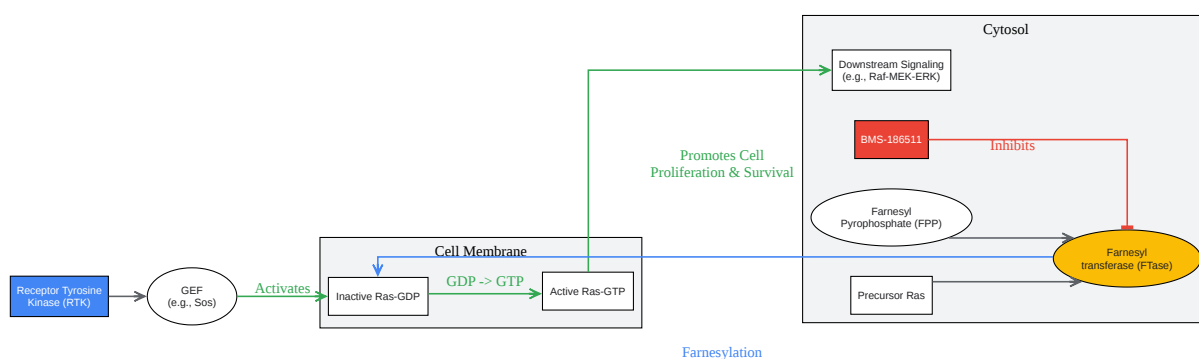 Cytosol
Downstream Signaling
(e.g., Raf-MEK-ERK)
BMS-186511
Inhibits
Promotes Cell
Proliferation & Survival
Farnesyl
Pyrophosphate (FPP)
Cell Membrane
Farnesyl
transferase (FTase)
Receptor Tyrosine
Kinase (RTK)
GEF
(e.g., Sos)
Activates
Inactive Ras-GDP
GDP -> GTP
Active Ras-GTP
Precursor Ras
Farnesylation